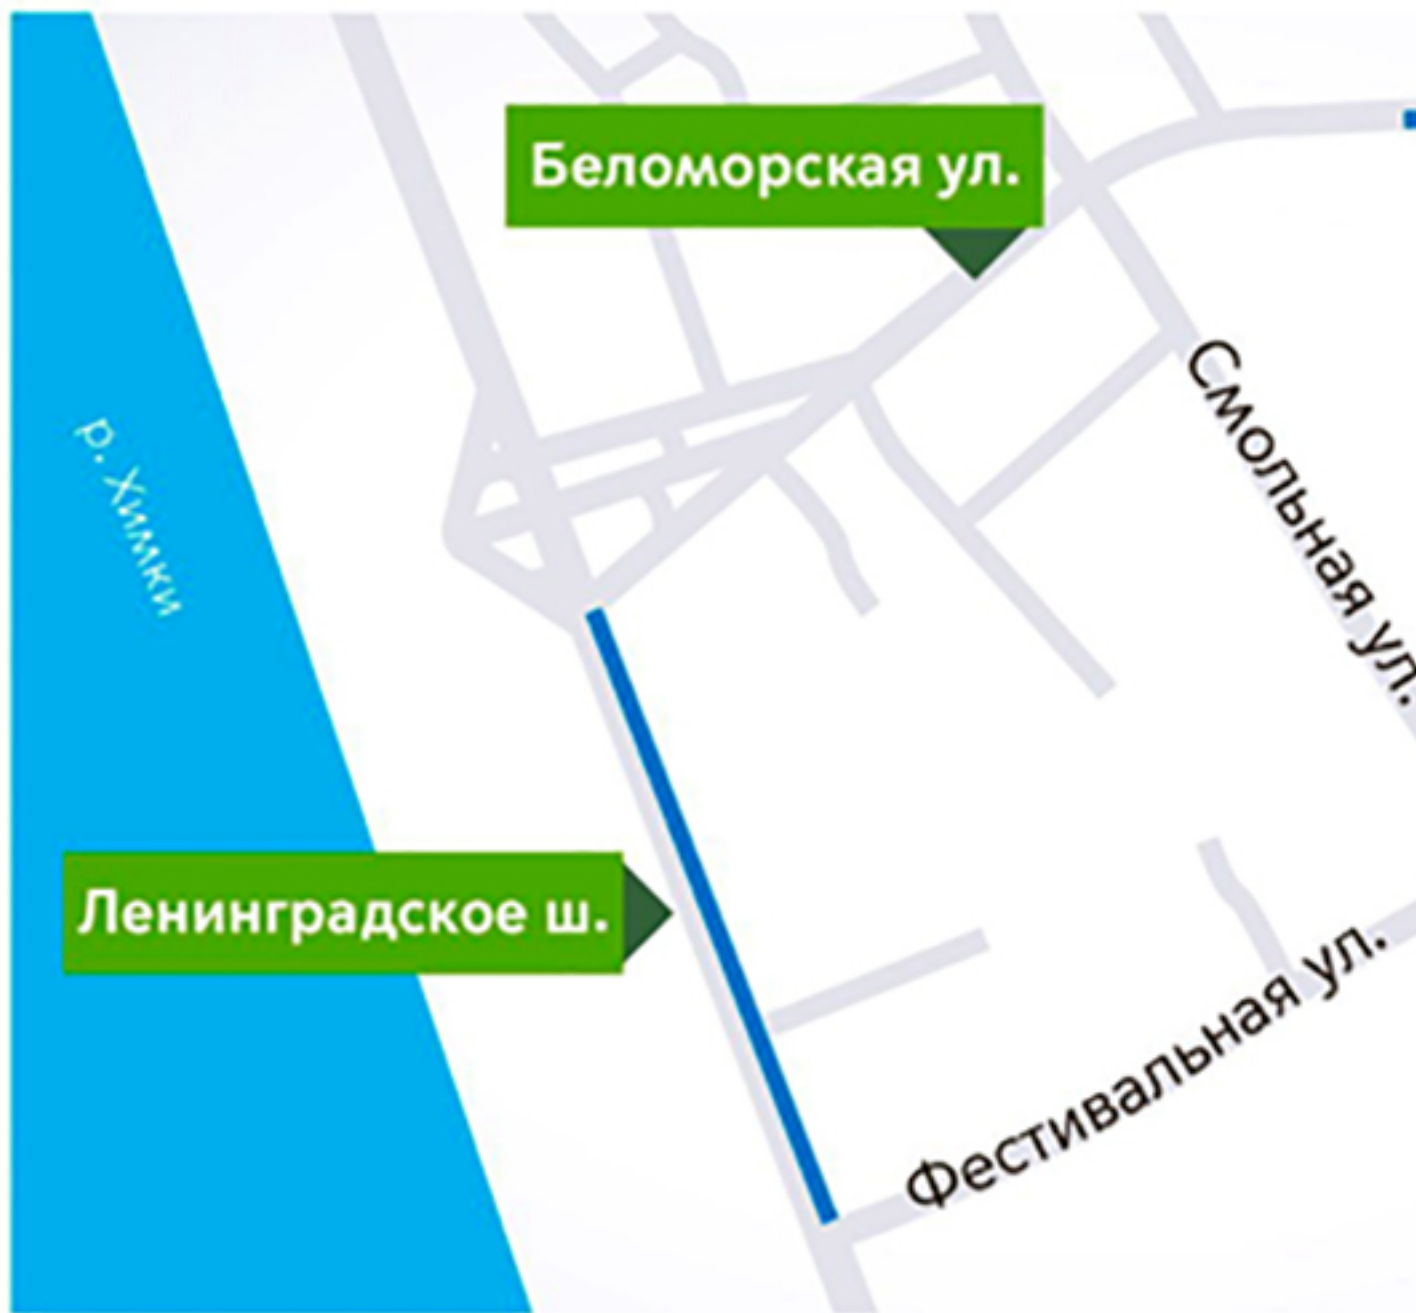 Беломорская ул.
Смольная ул.
р. Химки
Ленинградское ш.
Фестивальная ул.